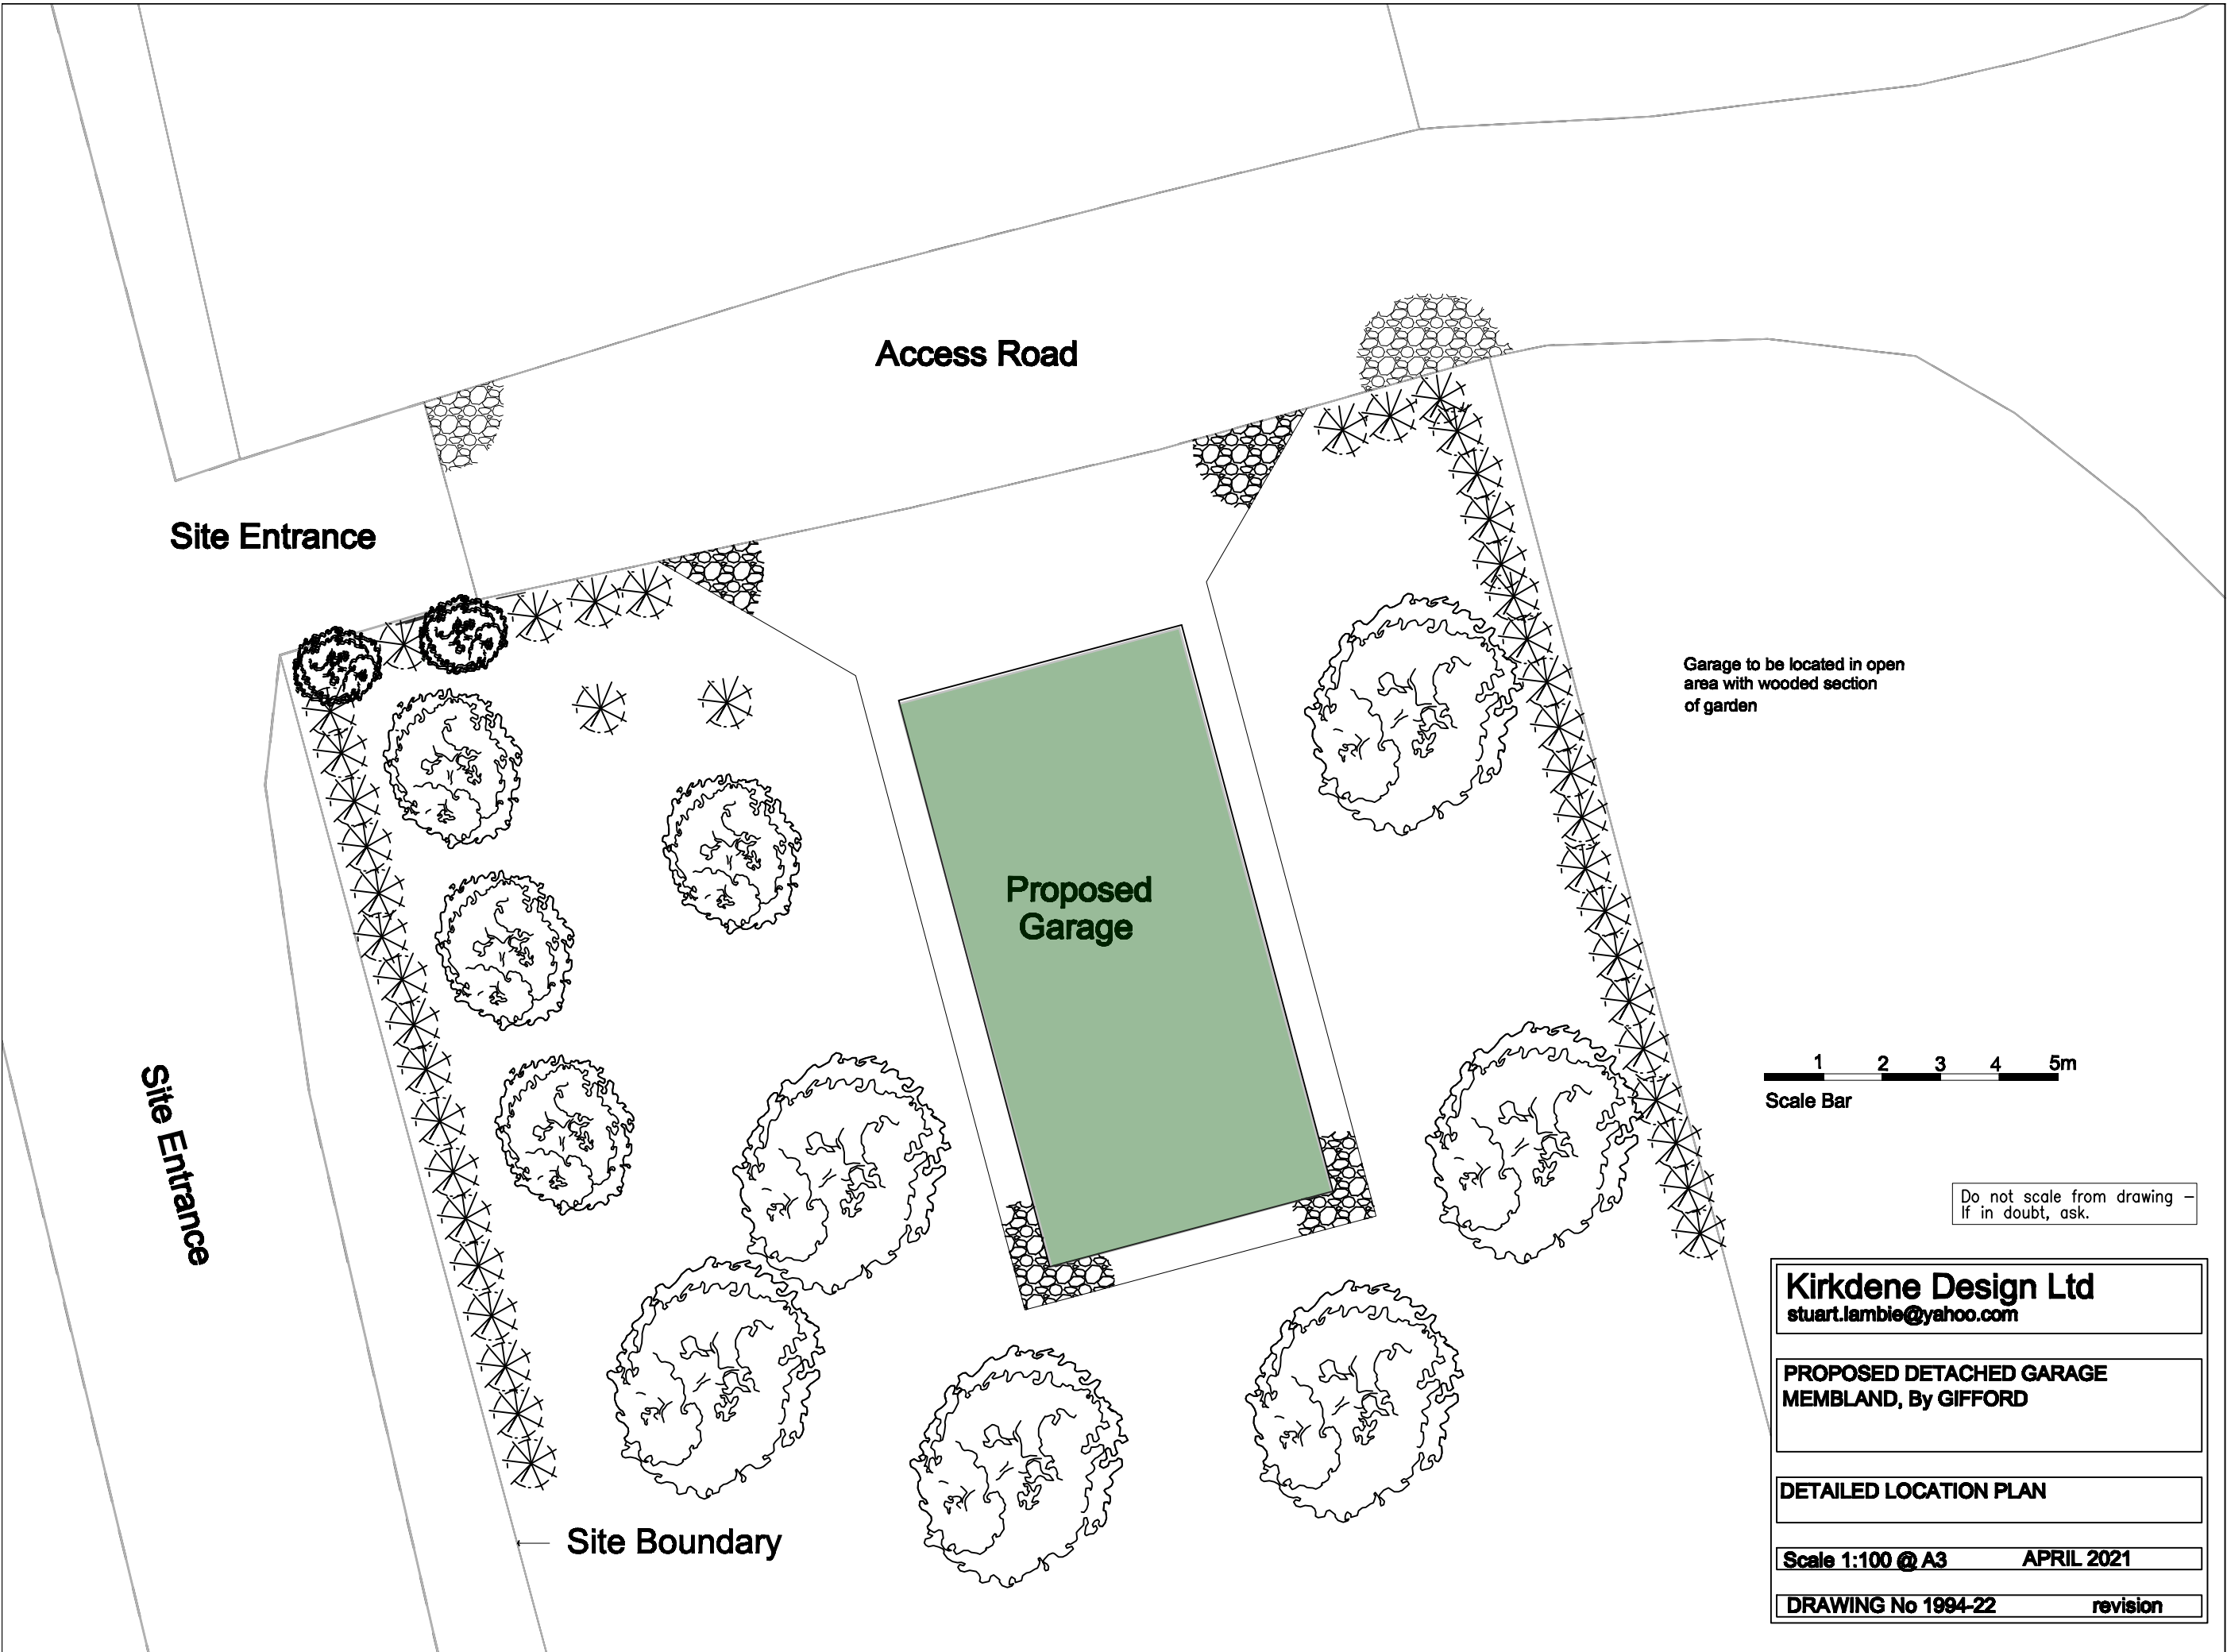 Access Road
Site Entrance
Garage to be located in open
area with wooded section
of garden
Proposed
Garage
1 2 3 4 5m
Scale Bar
Site Entrance
Do not scale from drawing –
If in doubt, ask.
Kirkdene Design Ltd
stuart.lambie@yahoo.com
PROPOSED DETACHED GARAGE
MEMBLAND, By GIFFORD
DETAILED LOCATION PLAN
Site Boundary
Scale 1:100 @ A3 APRIL 2021
DRAWING No 1994-22 revision